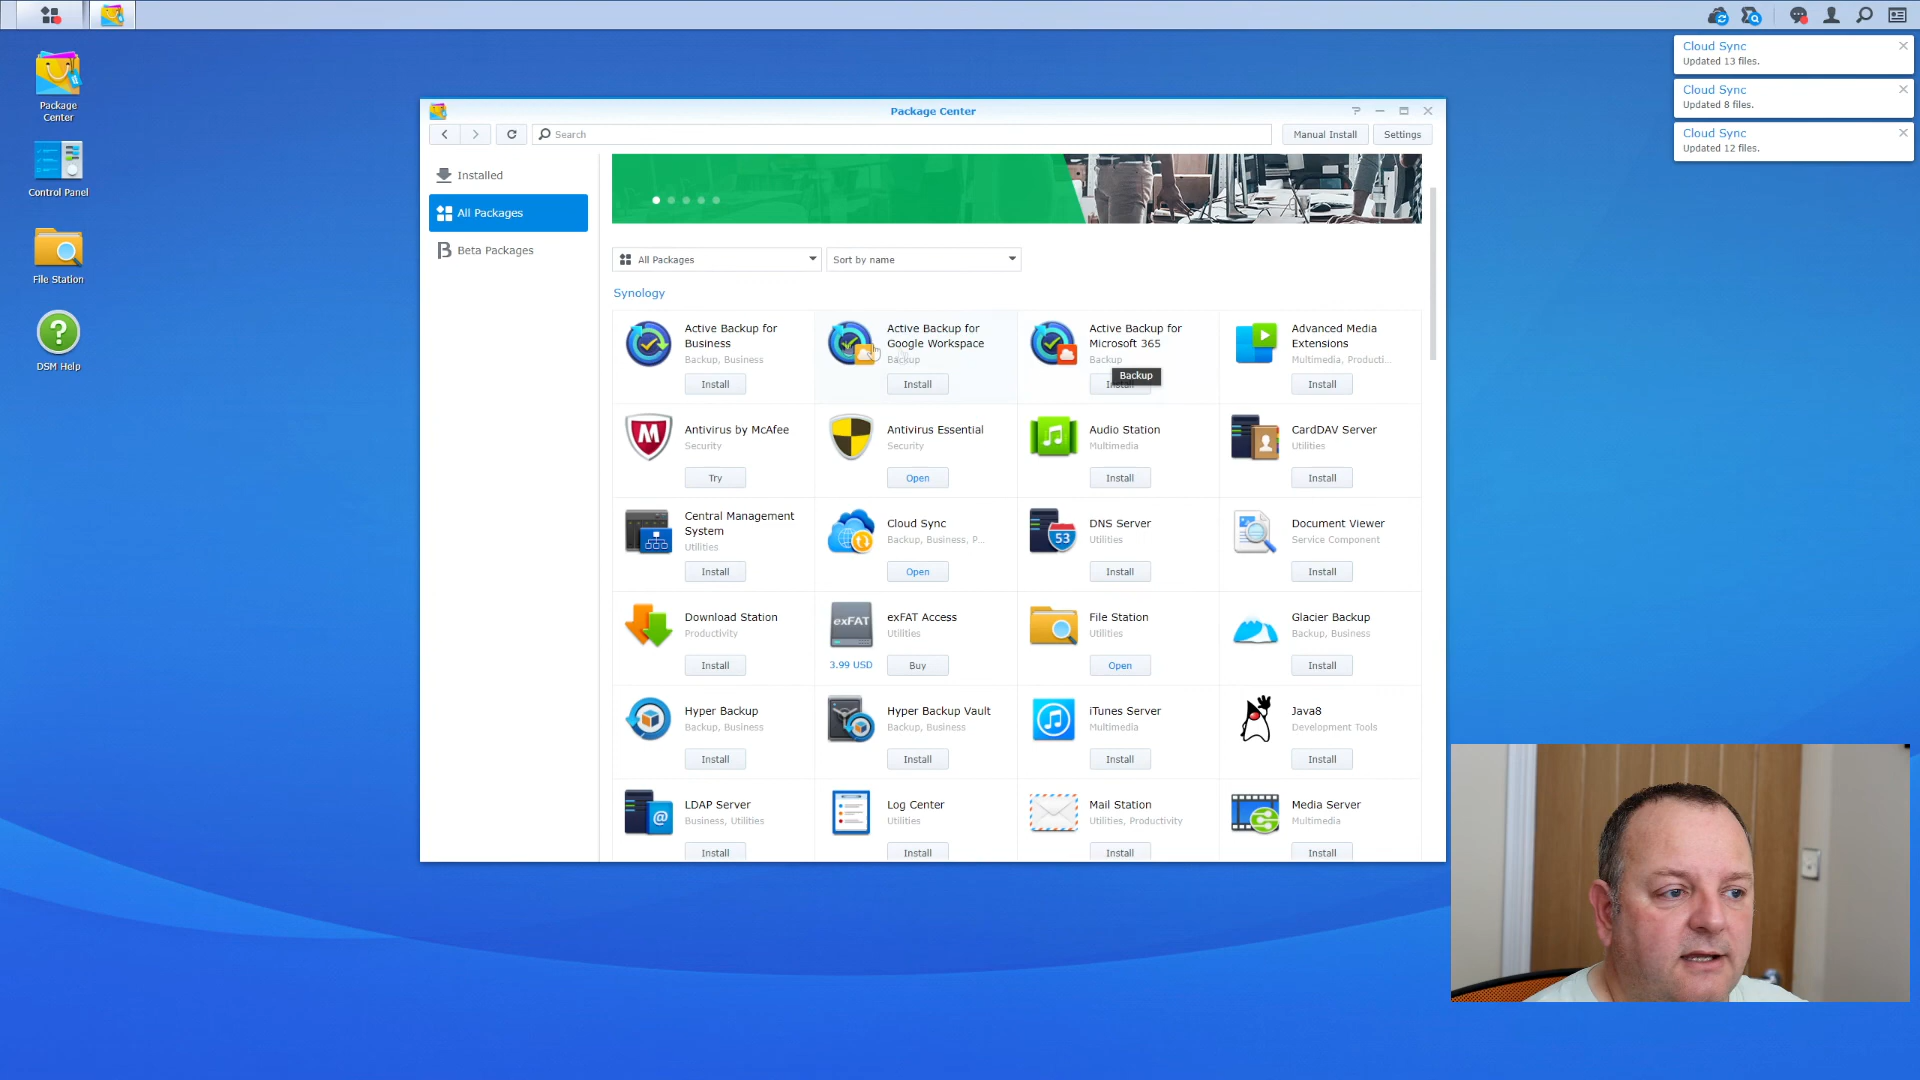 Package
Center
Control Panel
File Station
DSM Help
Cloud Sync
Updated 13 files.
Cloud Sync
Updated 8 files.
Cloud Sync
Updated 12 files.
Package Center
Search
Manual Install
Settings
Installed
All Packages
Beta Packages
All Packages
Sort by name
Synology
Active Backup for
Business
Backup, Business
Install
Active Backup for
Google Workspace
Backup
Install
Active Backup for
Microsoft 365
Backup
Backup
Install
Advanced Media
Extensions
Multimedia, Producti...
Install
Antivirus by McAfee
Security
Try
Antivirus Essential
Security
Open
Audio Station
Multimedia
Install
CardDAV Server
Utilities
Install
Central Management
System
Utilities
Install
Cloud Sync
Backup, Business, P...
Open
53
DNS Server
Utilities
Install
Document Viewer
Service Component
Install
Download Station
Productivity
Install
exFAT
exFAT Access
Utilities
3.99 USD
Buy
File Station
Utilities
Open
Glacier Backup
Backup, Business
Install
Hyper Backup
Backup, Business
Install
Hyper Backup Vault
Backup, Business
Install
iTunes Server
Multimedia
Install
Java8
Development Tools
Install
LDAP Server
Business, Utilities
Install
Log Center
Utilities
Install
Mail Station
Utilities, Productivity
Install
Media Server
Multimedia
Install